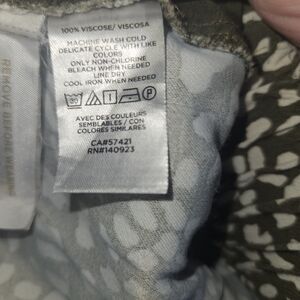 100% VISCOSE/ VISCOSA
MACHINE WASH COLD
DELICATE CYCLE WITH LIKE
COLORS
ONLY NON-CHLORINE
BLEACH WHEN NEEDED
LINE DRY
COOL IRON WHEN NEEDED
AVEC DES COULEURS
SEMBLABLES / CON
COLORES SIMILARES
CA#57421
RN#140923
REMOVE BEFORE